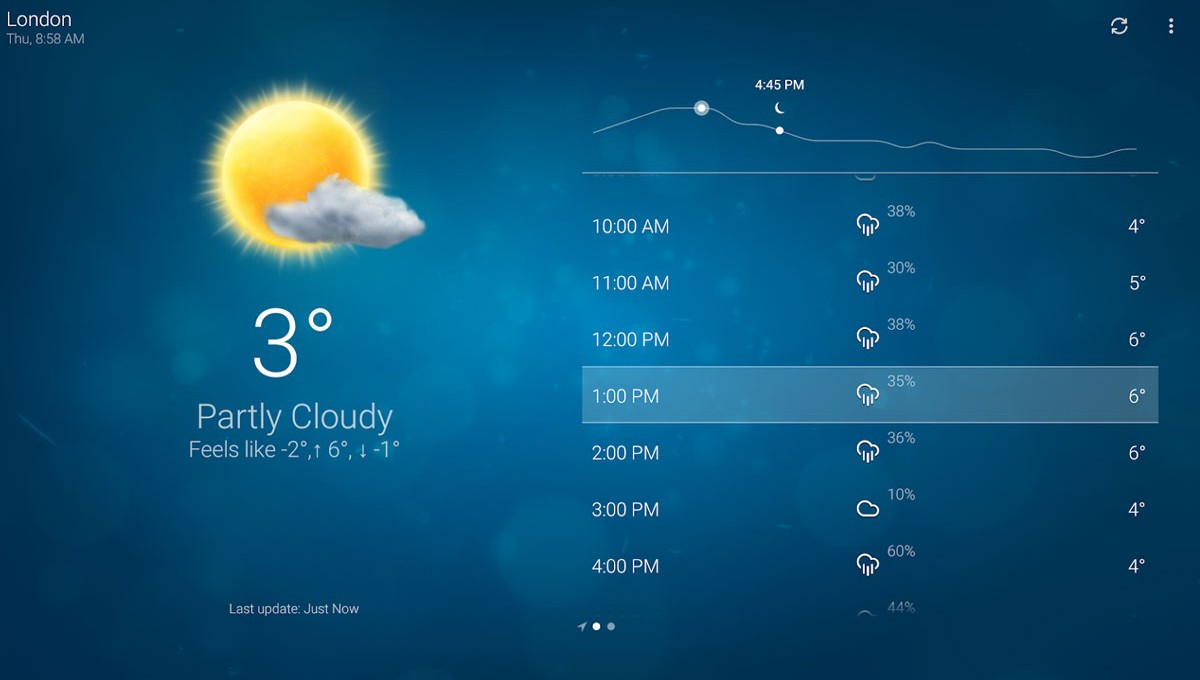 London
Thu, 8:58 AM
4:45 PM
10:00 AM 38% 4°
11:00 AM 30% 5°
12:00 PM 38% 6°
1:00 PM 35% 6°
2:00 PM 36% 6°
3:00 PM 10% 4°
4:00 PM 60% 4°
44%
3°
Partly Cloudy
Feels like -2°,↑ 6°, ↓ -1°
Last update: Just Now